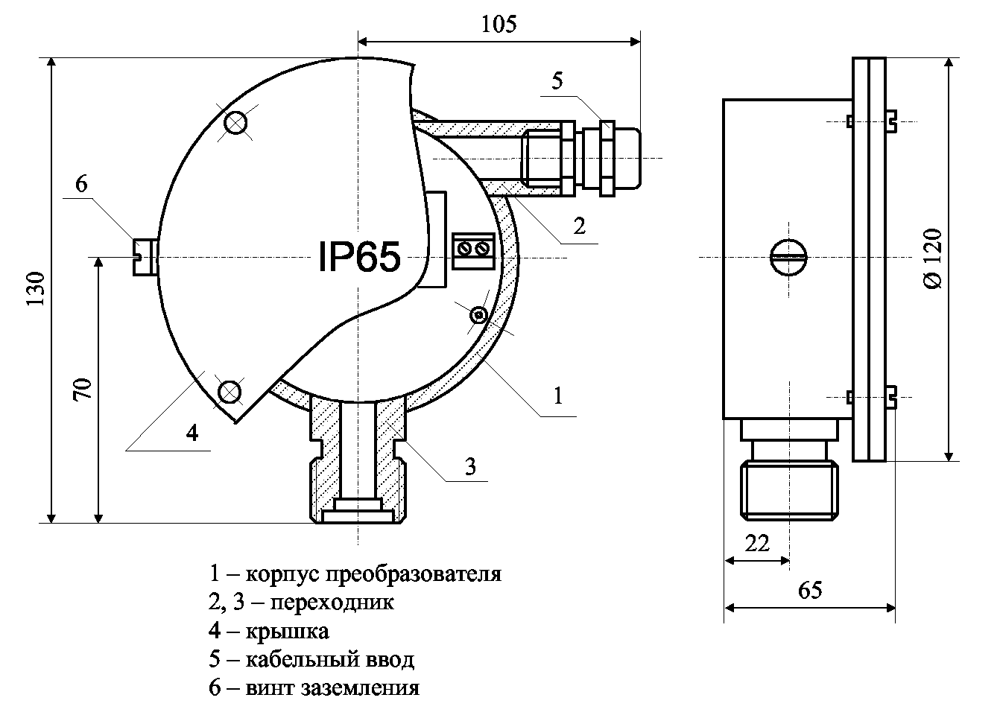 105
5
6
2
IP65
130
Ø 120
70
1
4
3
22
65
1 – корпус преобразователя
2, 3 – переходник
4 – крышка
5 – кабельный ввод
6 – винт заземления